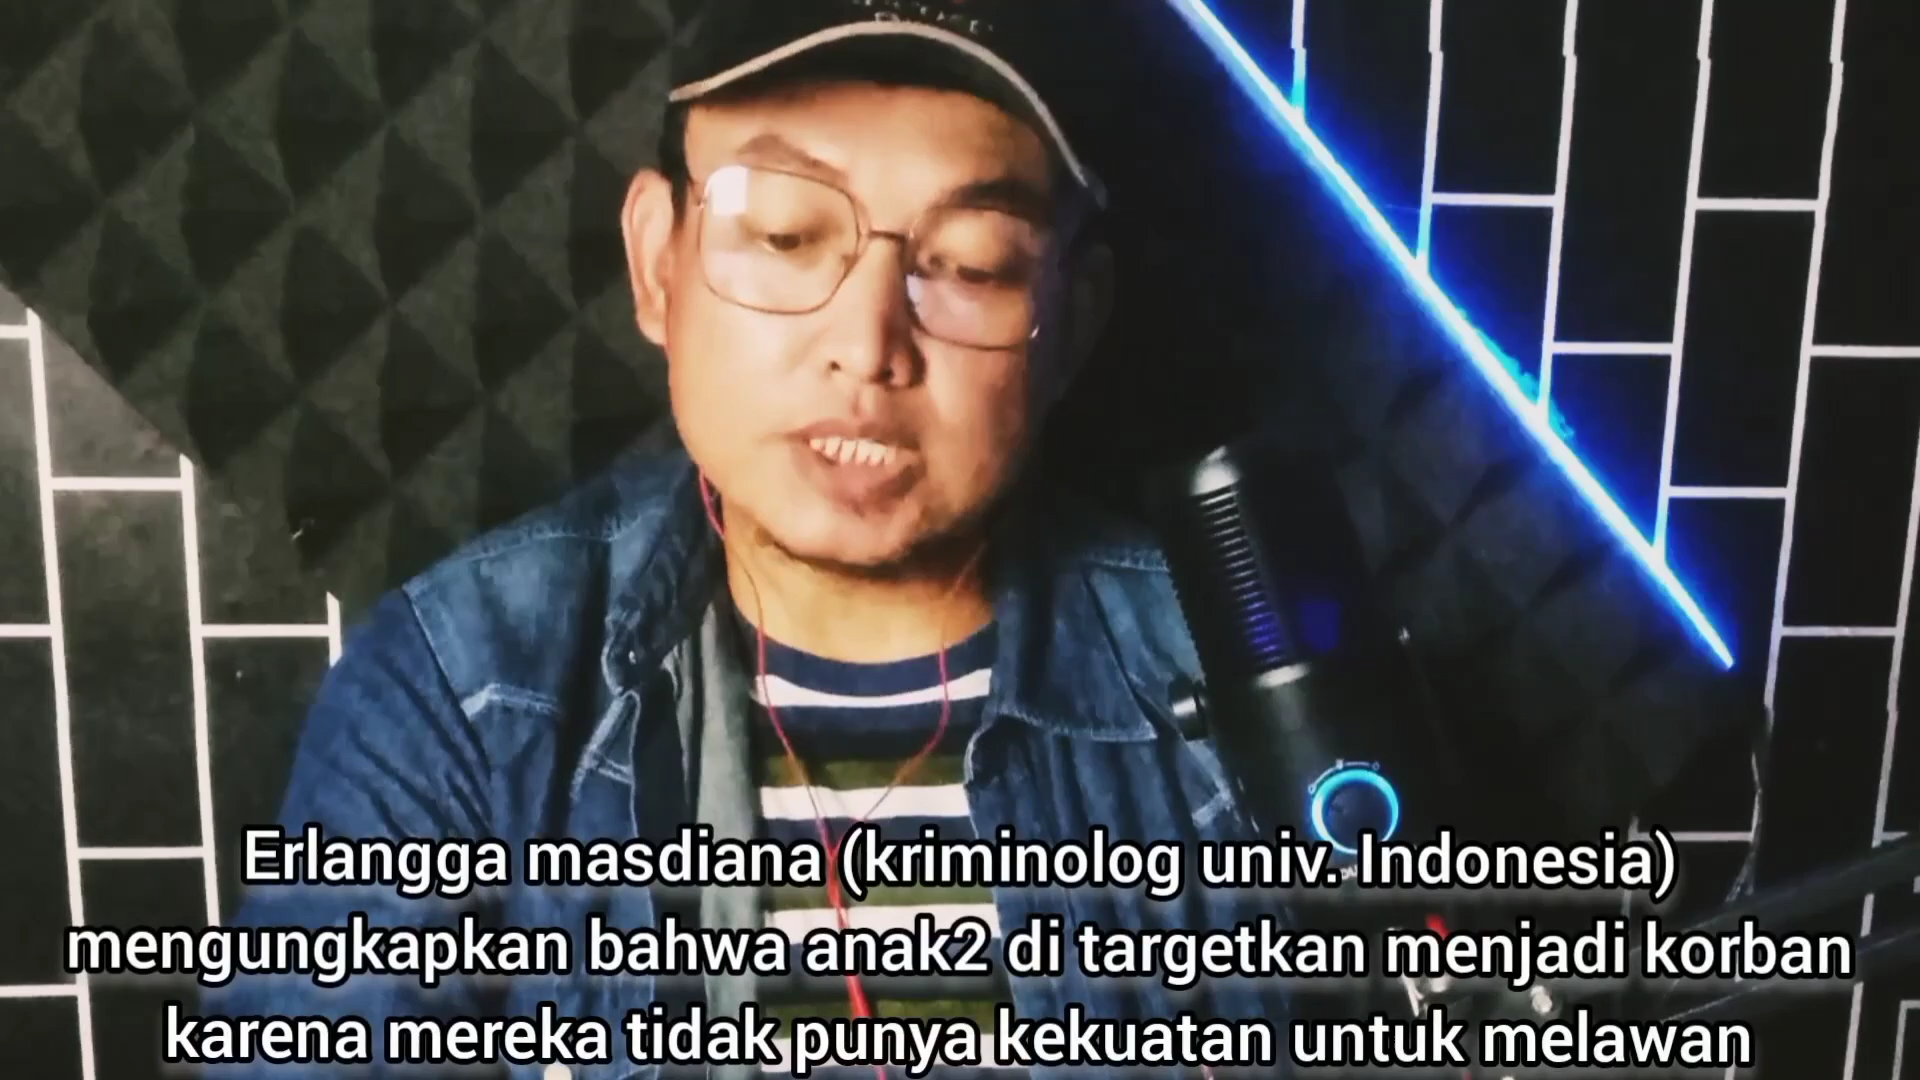 Erlangga masdiana (kriminolog univ. Indonesia)
mengungkapkan bahwa anak2 di targetkan menjadi korban
karena mereka tidak punya kekuatan untuk melawan